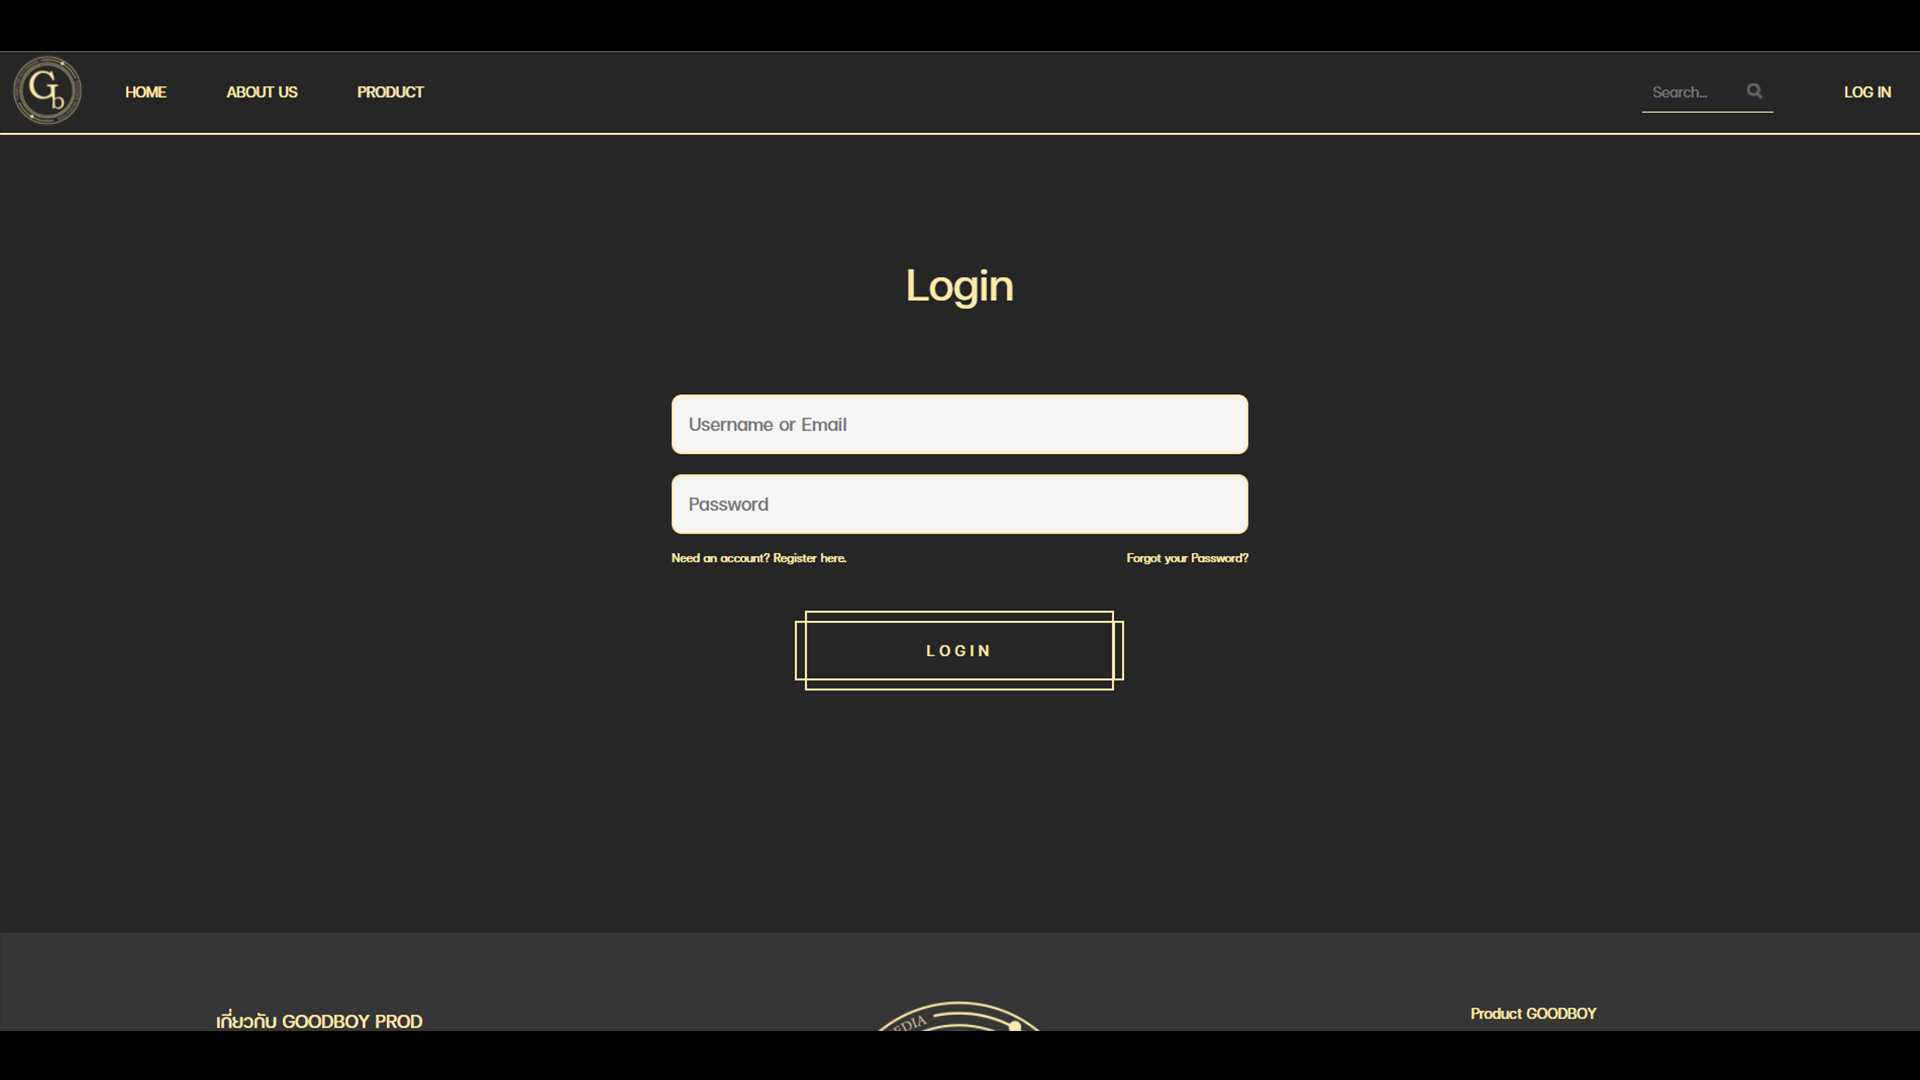 Gb
HOME
ABOUT US
PRODUCT
Search...
LOG IN
Login
Username or Email
Password
Need an account? Register here.
Forgot your Password?
LOGIN
เกี่ยวกับ GOODBOY PROD
Product GOODBOY